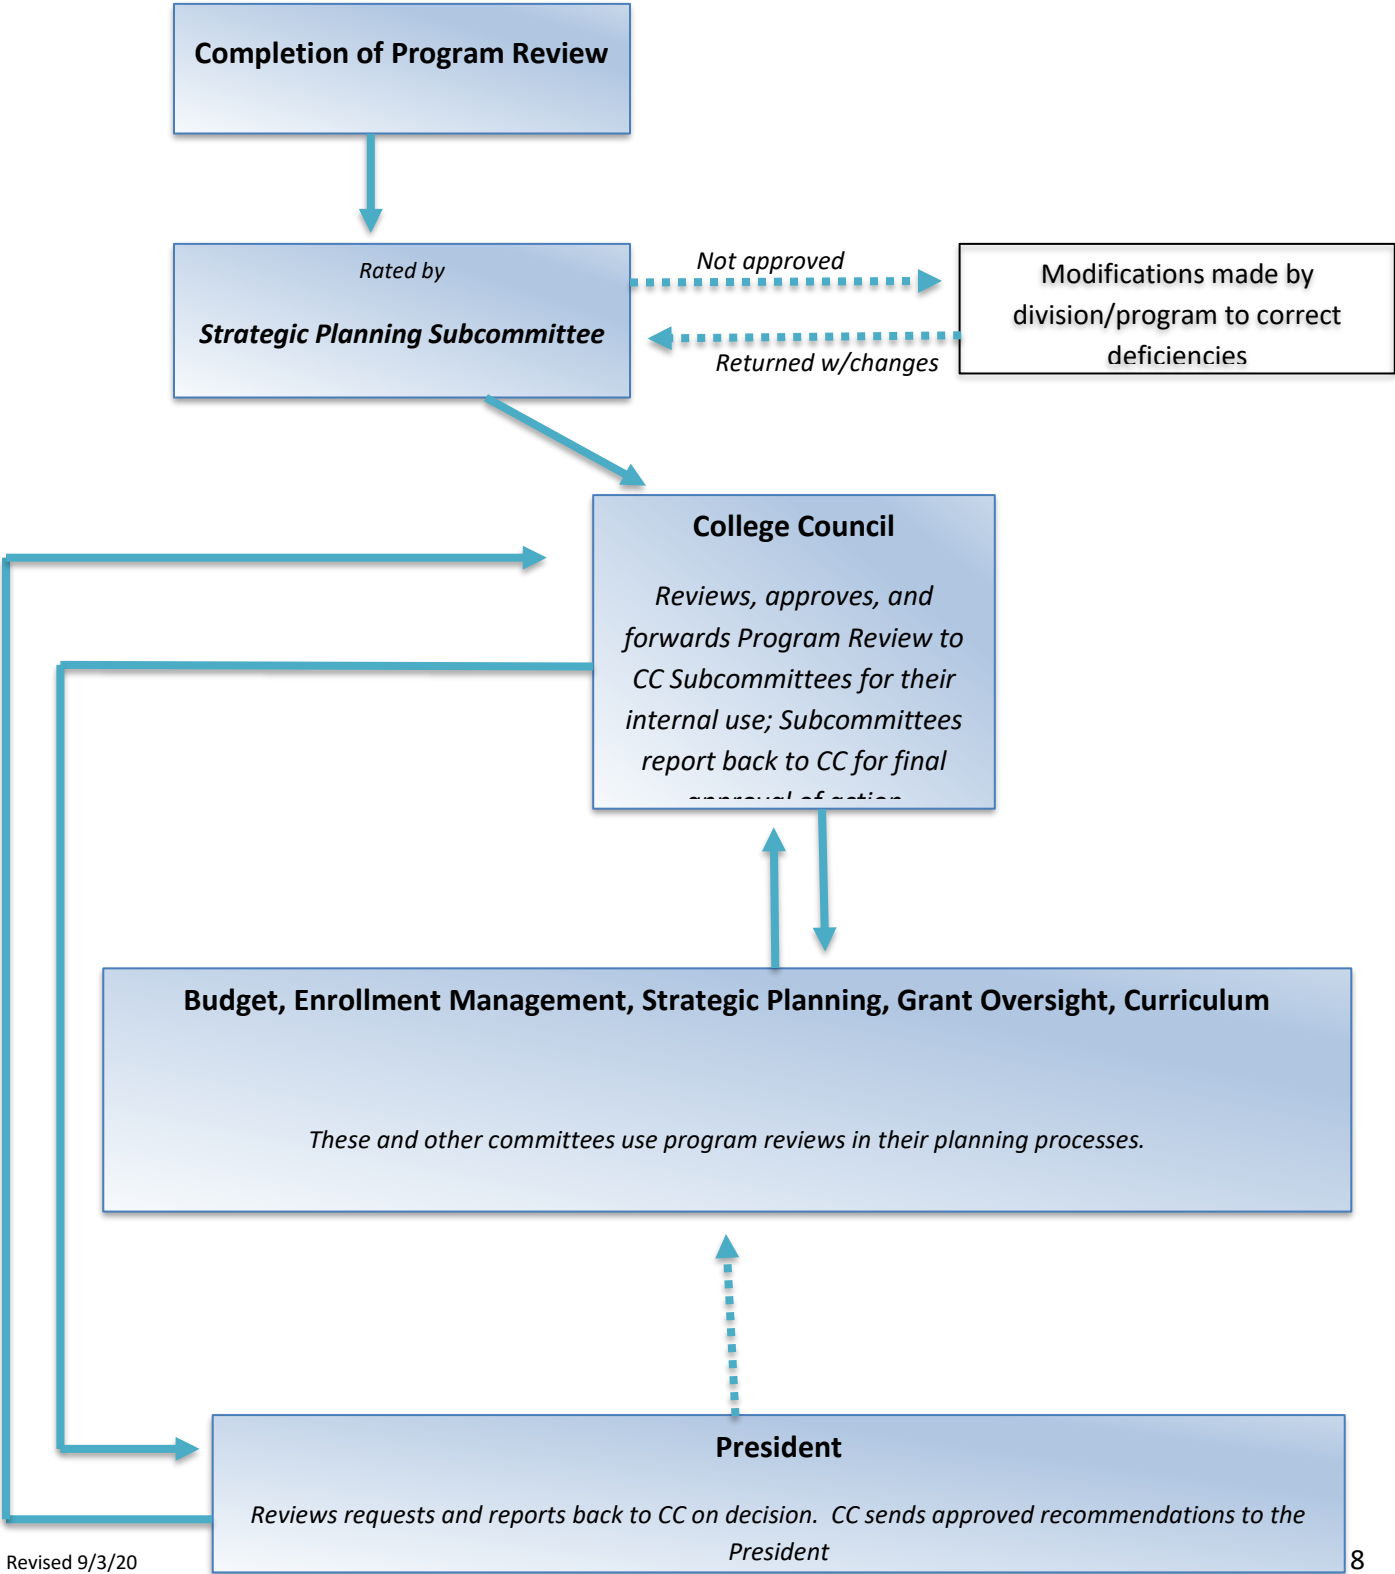 Completion of Program Review
Rated by
Strategic Planning Subcommittee
Not approved
Returned w/changes
Modifications made by
division/program to correct
deficiencies
College Council
Reviews, approves, and
forwards Program Review to
CC Subcommittees for their
internal use; Subcommittees
report back to CC for final
approval of action
Budget, Enrollment Management, Strategic Planning, Grant Oversight, Curriculum
These and other committees use program reviews in their planning processes.
President
Reviews requests and reports back to CC on decision.  CC sends approved recommendations to the
President
Revised 9/3/20
8